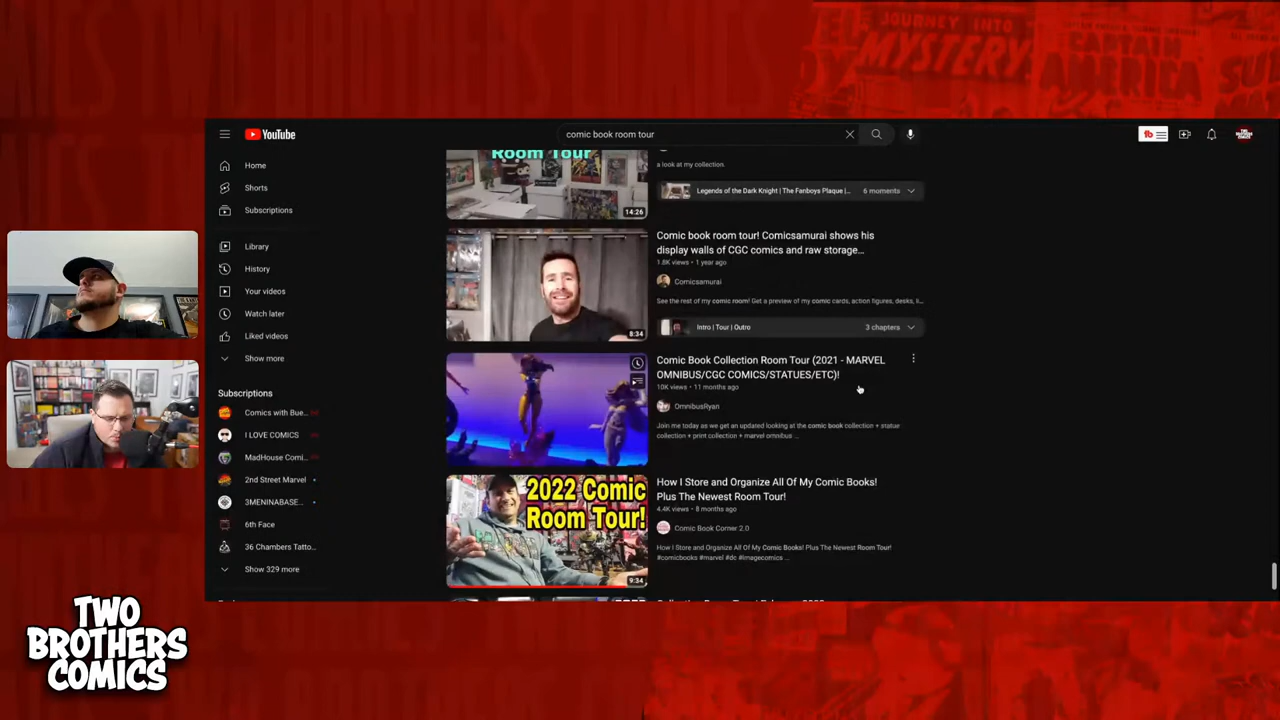 JOURNEY INTO
MYSTERY
CAPTAIN
AMERICA
YouTube
comic book room tour
Home
Shorts
Subscriptions
Library
History
Your videos
Watch later
Liked videos
Show more
Subscriptions
Comics with Bue...
I LOVE COMICS
MadHouse Comi...
2nd Street Marvel
3MENINABASE...
6th Face
36 Chambers Tatto...
Show 329 more
Room Tour
14:26
a look at my collection.
Legends of the Dark Knight | The Fanboys Plaque |...
6 moments
Comic book room tour! Comicsamurai shows his
display walls of CGC comics and raw storage...
1.8K views • 1 year ago
Comicsamurai
See the rest of my comic room! Get a preview of my comic cards, action figures, desks, li...
8:34
Intro | Tour | Outro
3 chapters
Comic Book Collection Room Tour (2021 - MARVEL
OMNIBUS/CGC COMICS/STATUES/ETC)!
10K views • 11 months ago
OmnibusRyan
Join me today as we get an updated looking at the comic book collection + statue
collection + print collection + marvel omnibus ...
2022 Comic
Room Tour!
9:34
How I Store and Organize All Of My Comic Books!
Plus The Newest Room Tour!
4.4K views • 8 months ago
Comic Book Corner 2.0
How I Store and Organize All Of My Comic Books! Plus The Newest Room Tour!
#comicbooks #marvel #dc #imagecomics ...
TWO
BROTHERS
COMICS